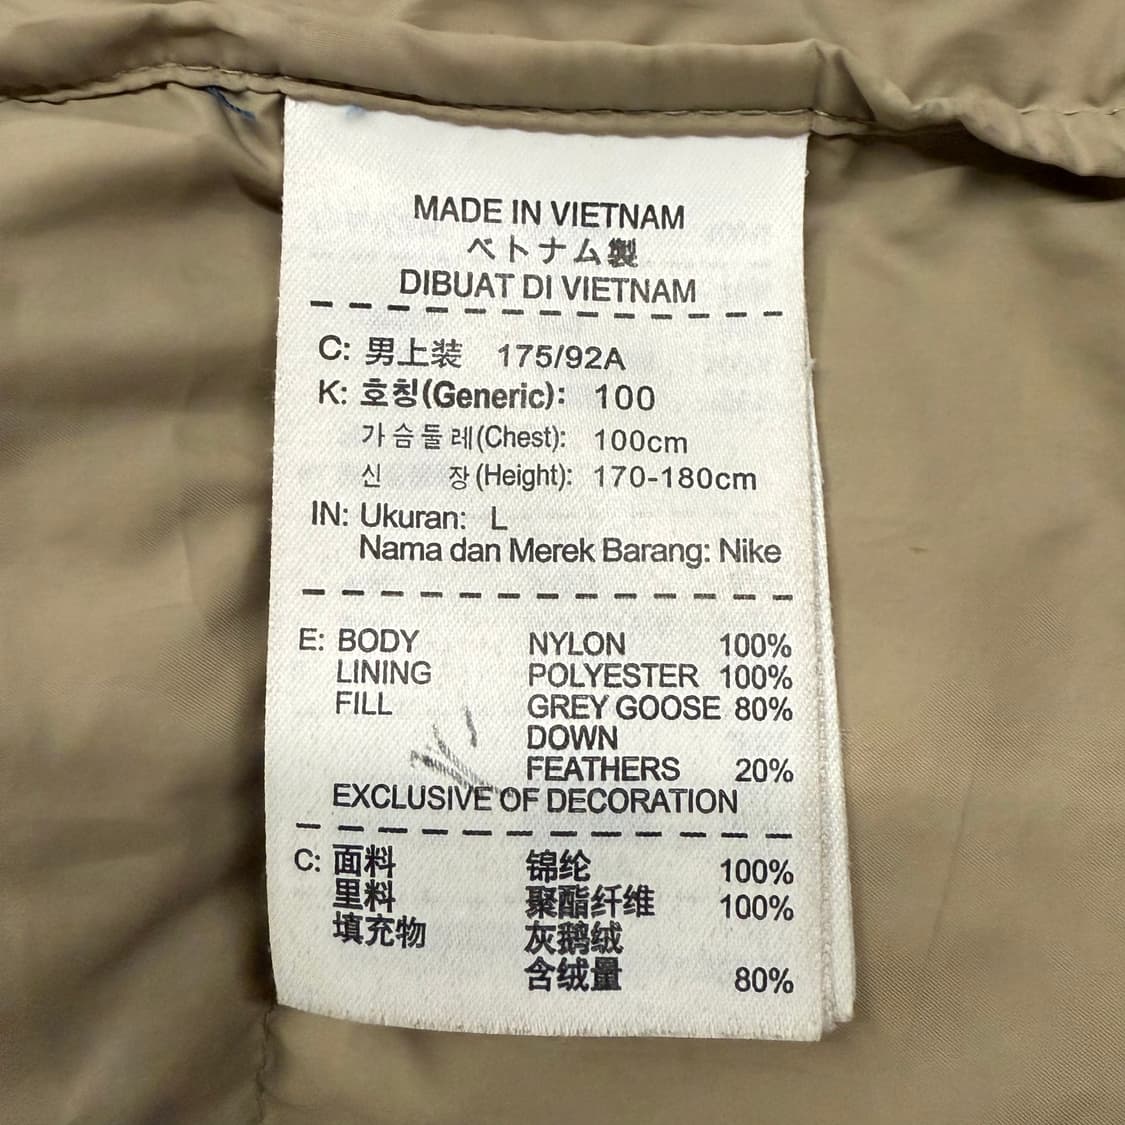 MADE IN VIETNAM
ベトナム製
DIBUAT DI VIETNAM
C: 男上装 175/92A
K: 호칭(Generic): 100
가슴둘레(Chest): 100cm
신 장(Height): 170-180cm
IN: Ukuran: L
Nama dan Merek Barang: Nike
E: BODY NYLON 100%
LINING POLYESTER 100%
FILL GREY GOOSE 80%
DOWN
FEATHERS 20%
EXCLUSIVE OF DECORATION
C: 面料 锦纶 100%
里料 聚酯纤维 100%
填充物 灰鹅绒
含绒量 80%